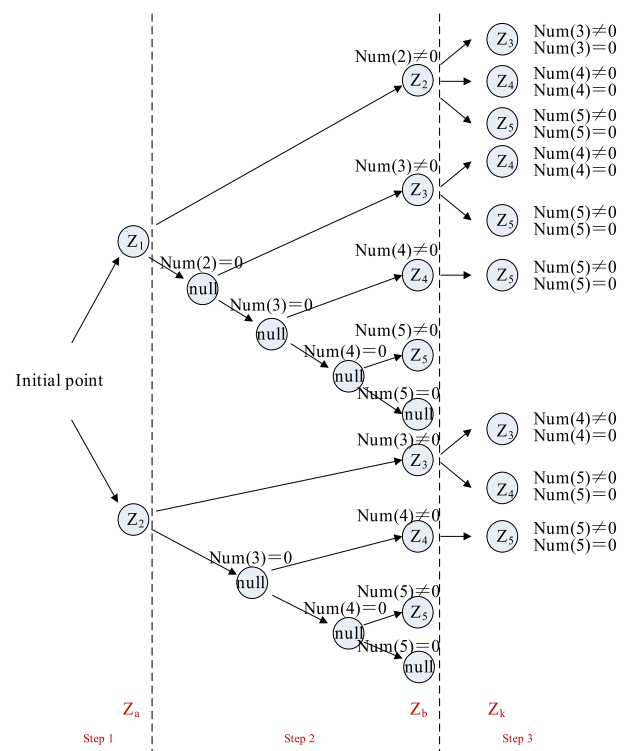 Num(3)≠0
Num(2)≠0
Z3
Num(3)=0
Z2
Num(4)≠0
Z4
Num(4)=0
Num(5)≠0
Z5
Num(5)=0
Num(3)≠0
Num(4)≠0
Z4
Num(4)=0
Z3
Num(5)≠0
Z5
Num(5)=0
Z1
Num(2)=0
null
Num(4)≠0
Z4
Z5
Num(5)≠0
Num(5)=0
Num(3)=0
null
Num(5)≠0
Num(4)=0
Z5
null
Initial point
Num(5)=0
null
Num(3)≠0
Z3
Num(4)≠0
Z3
Num(4)=0
Num(5)≠0
Z4
Num(5)=0
Z2
Num(4)≠0
Z4
Z5
Num(5)≠0
Num(5)=0
Num(3)=0
null
Num(5)≠0
Num(4)=0
Z5
null
Num(5)=0
null
Za Zb Zk
Step 1 Step 2 Step 3